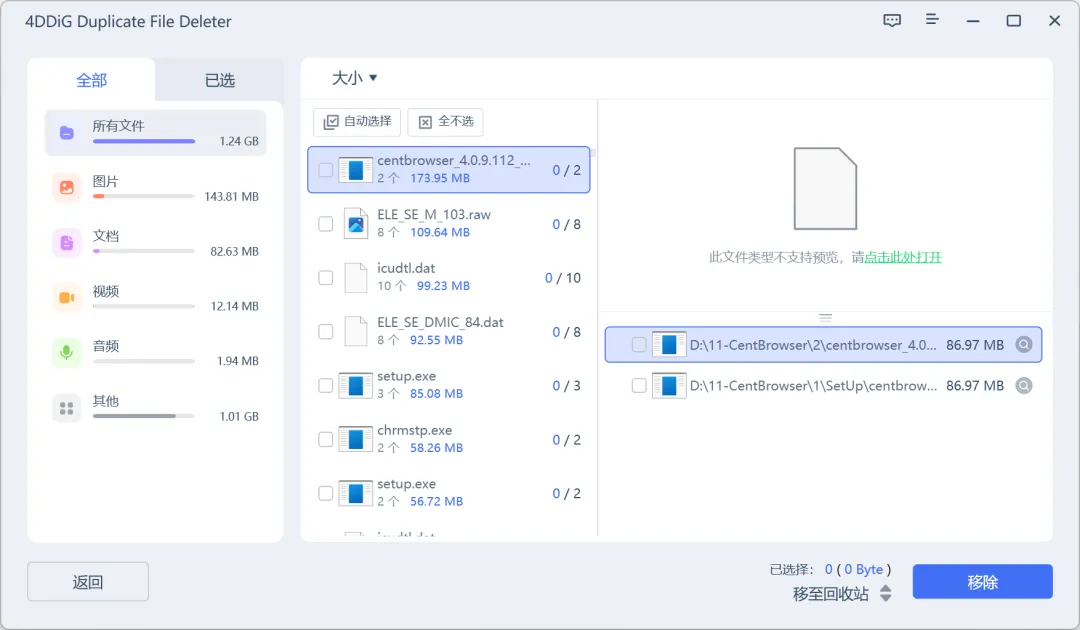 4DDiG Duplicate File Deleter
全部
已选
所有文件
1.24 GB
图片
143.81 MB
文档
82.63 MB
视频
12.14 MB
音频
1.94 MB
其他
1.01 GB
大小
自动选择
全不选
centbrowser_4.0.9.112_...
2 个 173.95 MB
0 / 2
ELE_SE_M_103.raw
8 个 109.64 MB
0 / 8
icudtl.dat
10 个 99.23 MB
0 / 10
ELE_SE_DMIC_84.dat
8 个 92.55 MB
0 / 8
setup.exe
3 个 85.08 MB
0 / 3
chrmstp.exe
2 个 58.26 MB
0 / 2
setup.exe
2 个 56.72 MB
0 / 2
icudtl.dat
此文件类型不支持预览，请点击此处打开
D:\11-CentBrowser\2\centbrowser_4.0... 86.97 MB
D:\11-CentBrowser\1\SetUp\centbrow... 86.97 MB
返回
已选择： 0 ( 0 Byte )
移至回收站
移除